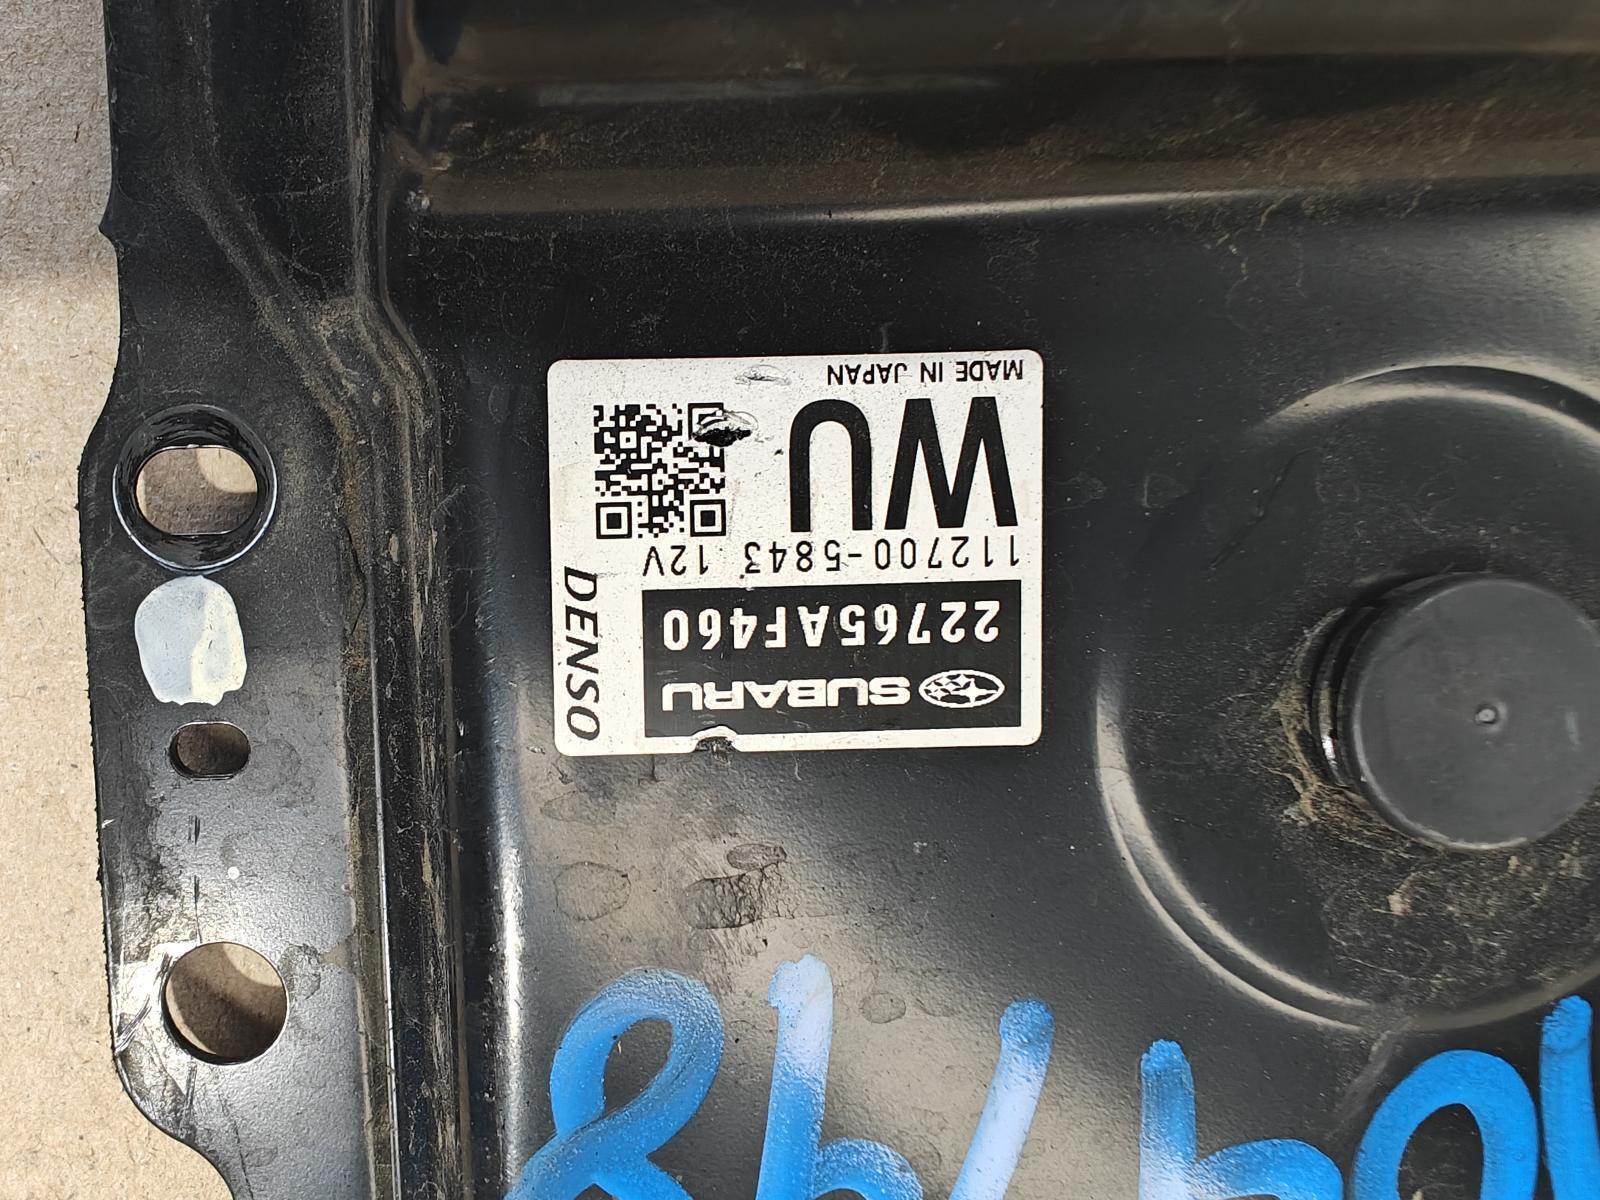 SUBARU
22765AF460
112700-5843 12V
WU
MADE IN JAPAN
DENSO